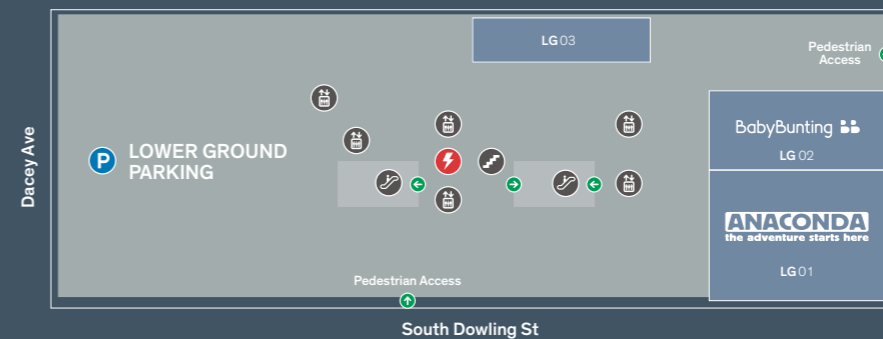 LG 03
Pedestrian
Access
Dacey Ave
P
LOWER GROUND
PARKING
BabyBunting
LG 02
ANACONDA
the adventure starts here
LG 01
Pedestrian Access
South Dowling St